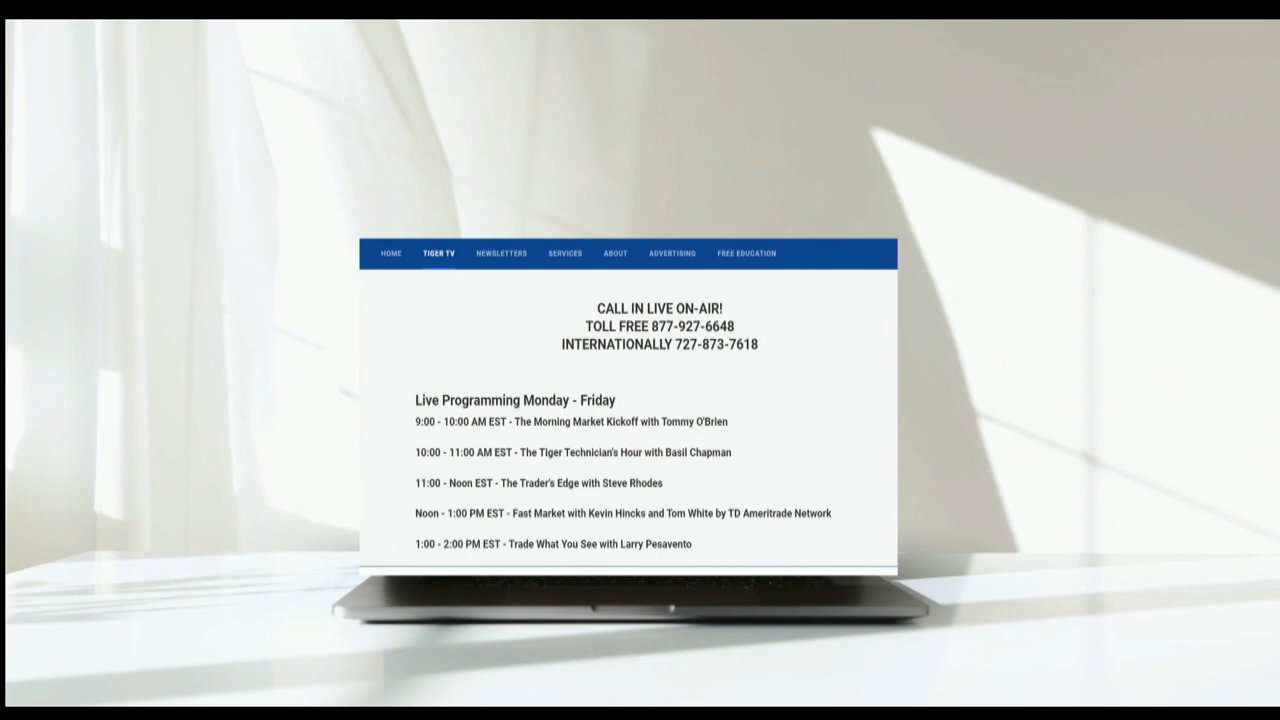 HOME TIGER TV NEWSLETTERS SERVICES ABOUT ADVERTISING FREE EDUCATION
CALL IN LIVE ON-AIR!
TOLL FREE 877-927-6648
INTERNATIONALLY 727-873-7618
Live Programming Monday - Friday
9:00 - 10:00 AM EST - The Morning Market Kickoff with Tommy O'Brien
10:00 - 11:00 AM EST - The Tiger Technician's Hour with Basil Chapman
11:00 - Noon EST - The Trader's Edge with Steve Rhodes
Noon - 1:00 PM EST - Fast Market with Kevin Hincks and Tom White by TD Ameritrade Network
1:00 - 2:00 PM EST - Trade What You See with Larry Pesavento